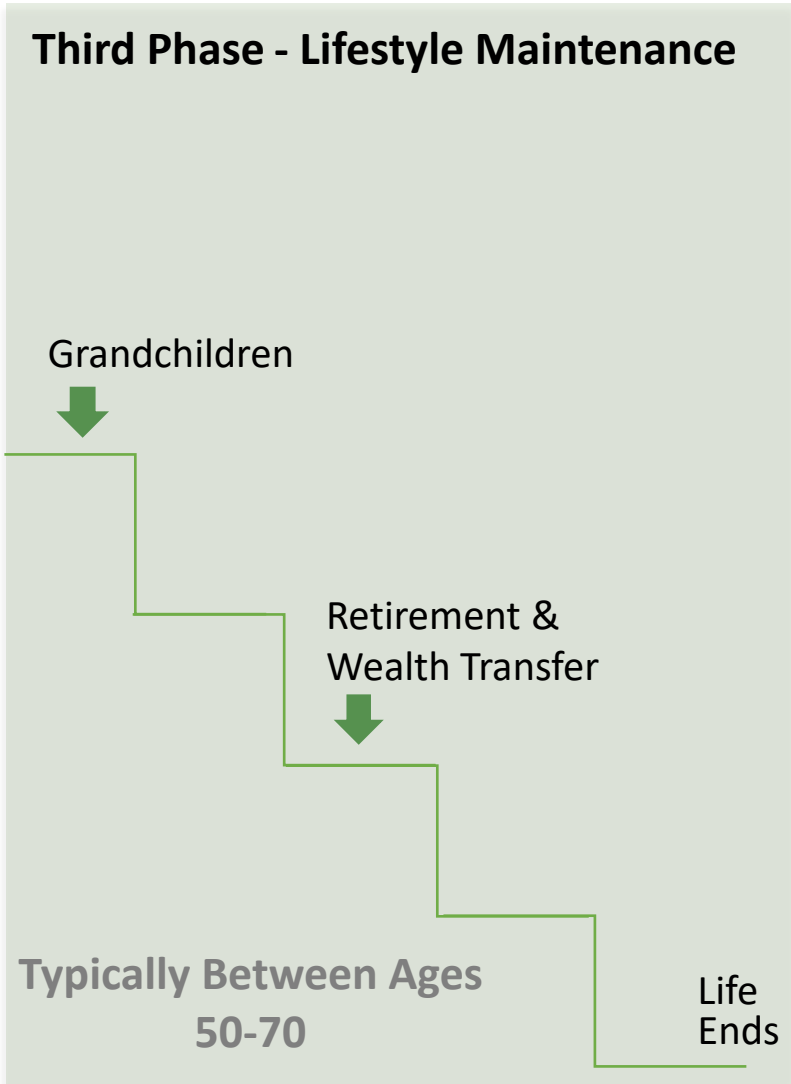 Third Phase - Lifestyle Maintenance
Grandchildren
Retirement &
Wealth Transfer
Typically Between Ages
50-70
Life
Ends